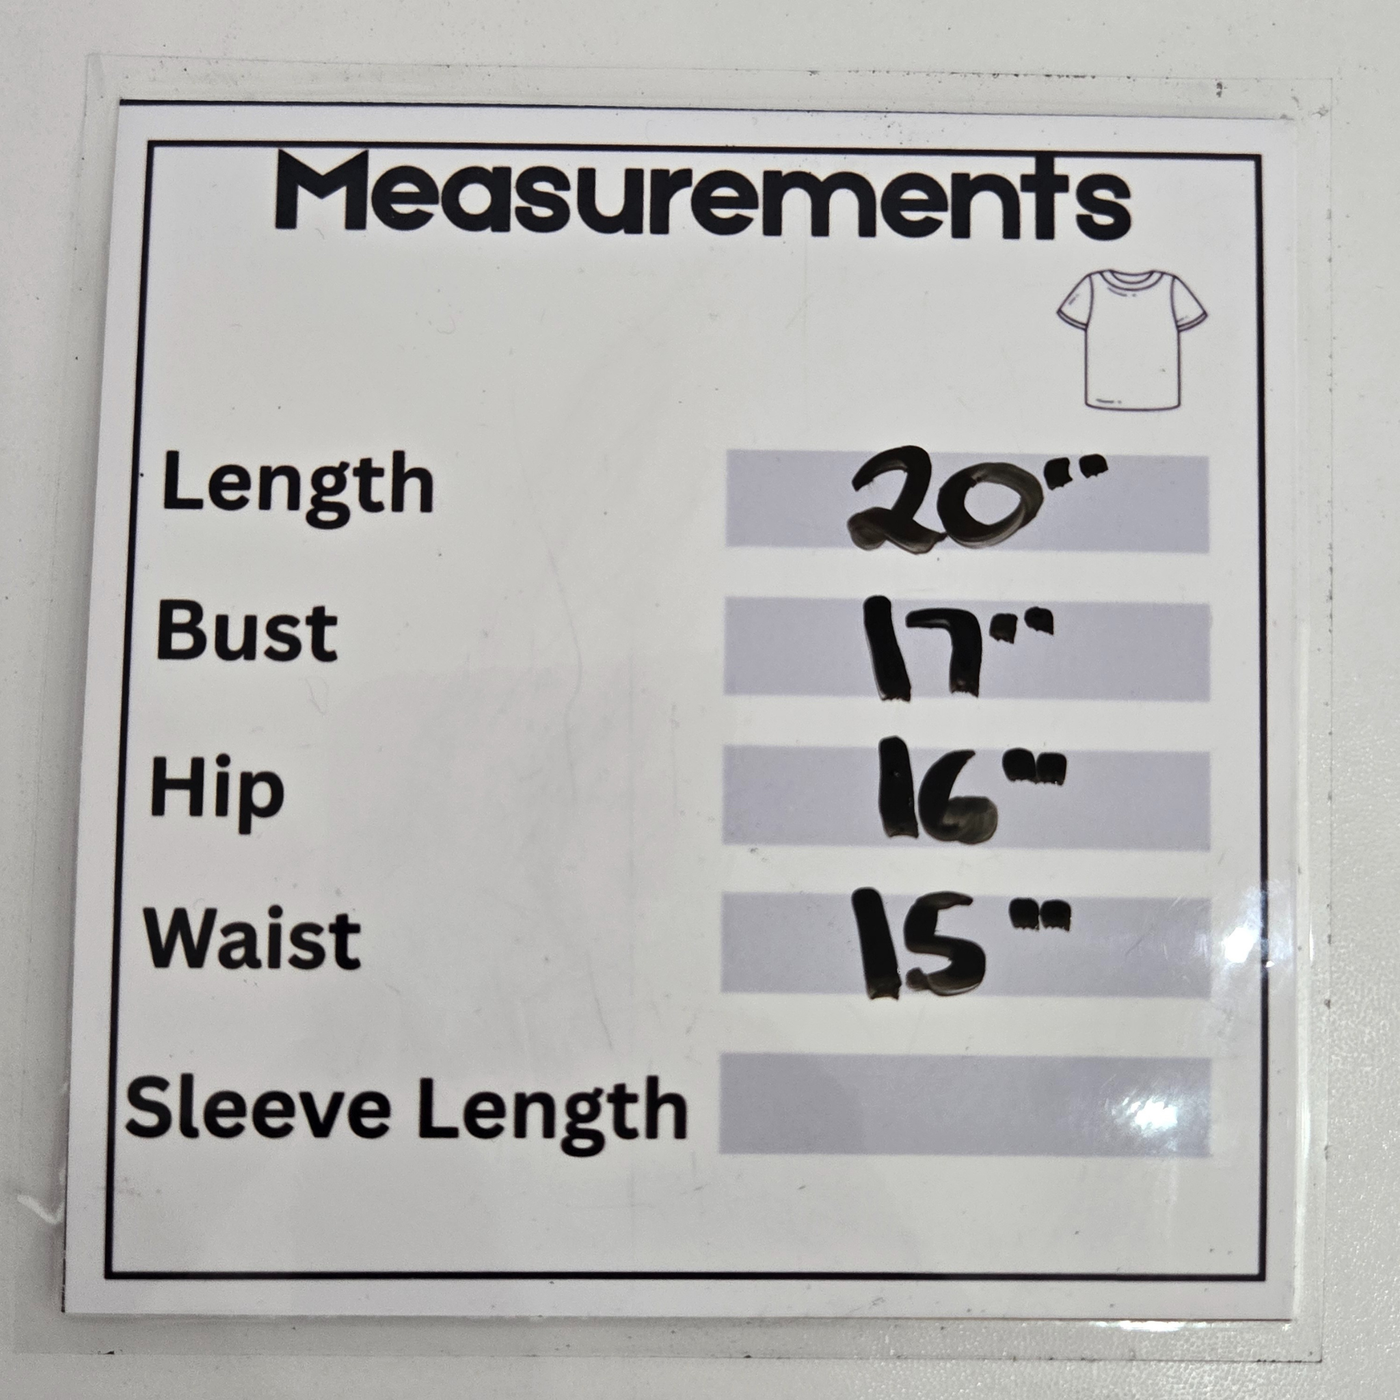 Measurements
Length 20"
Bust 17"
Hip 16"
Waist 15"
Sleeve Length